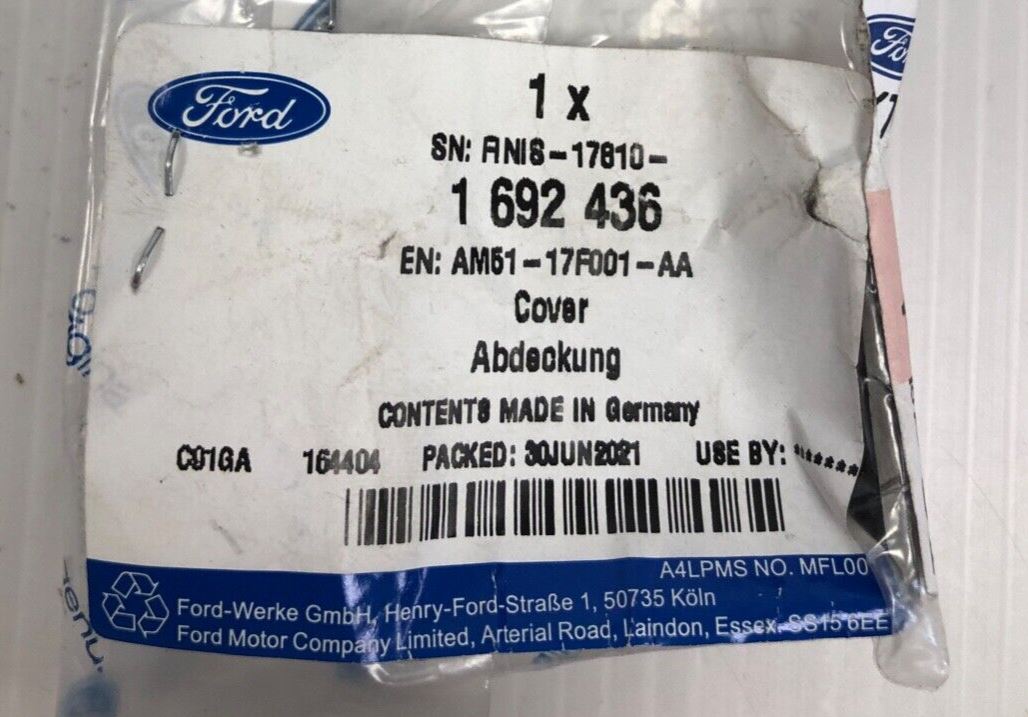 Ford
1 x
SN: FINIS-17810-
1 692 436
EN: AM51-17F001-AA
Cover
Abdeckung
CONTENTS MADE IN Germany
C01GA 164404 PACKED: 30JUN2021 USE BY: *******
A4LPMS NO. MFL00
Ford-Werke GmbH, Henry-Ford-Straße 1, 50735 Köln
Ford Motor Company Limited, Arterial Road, Laindon, Essex, SS15 6EE